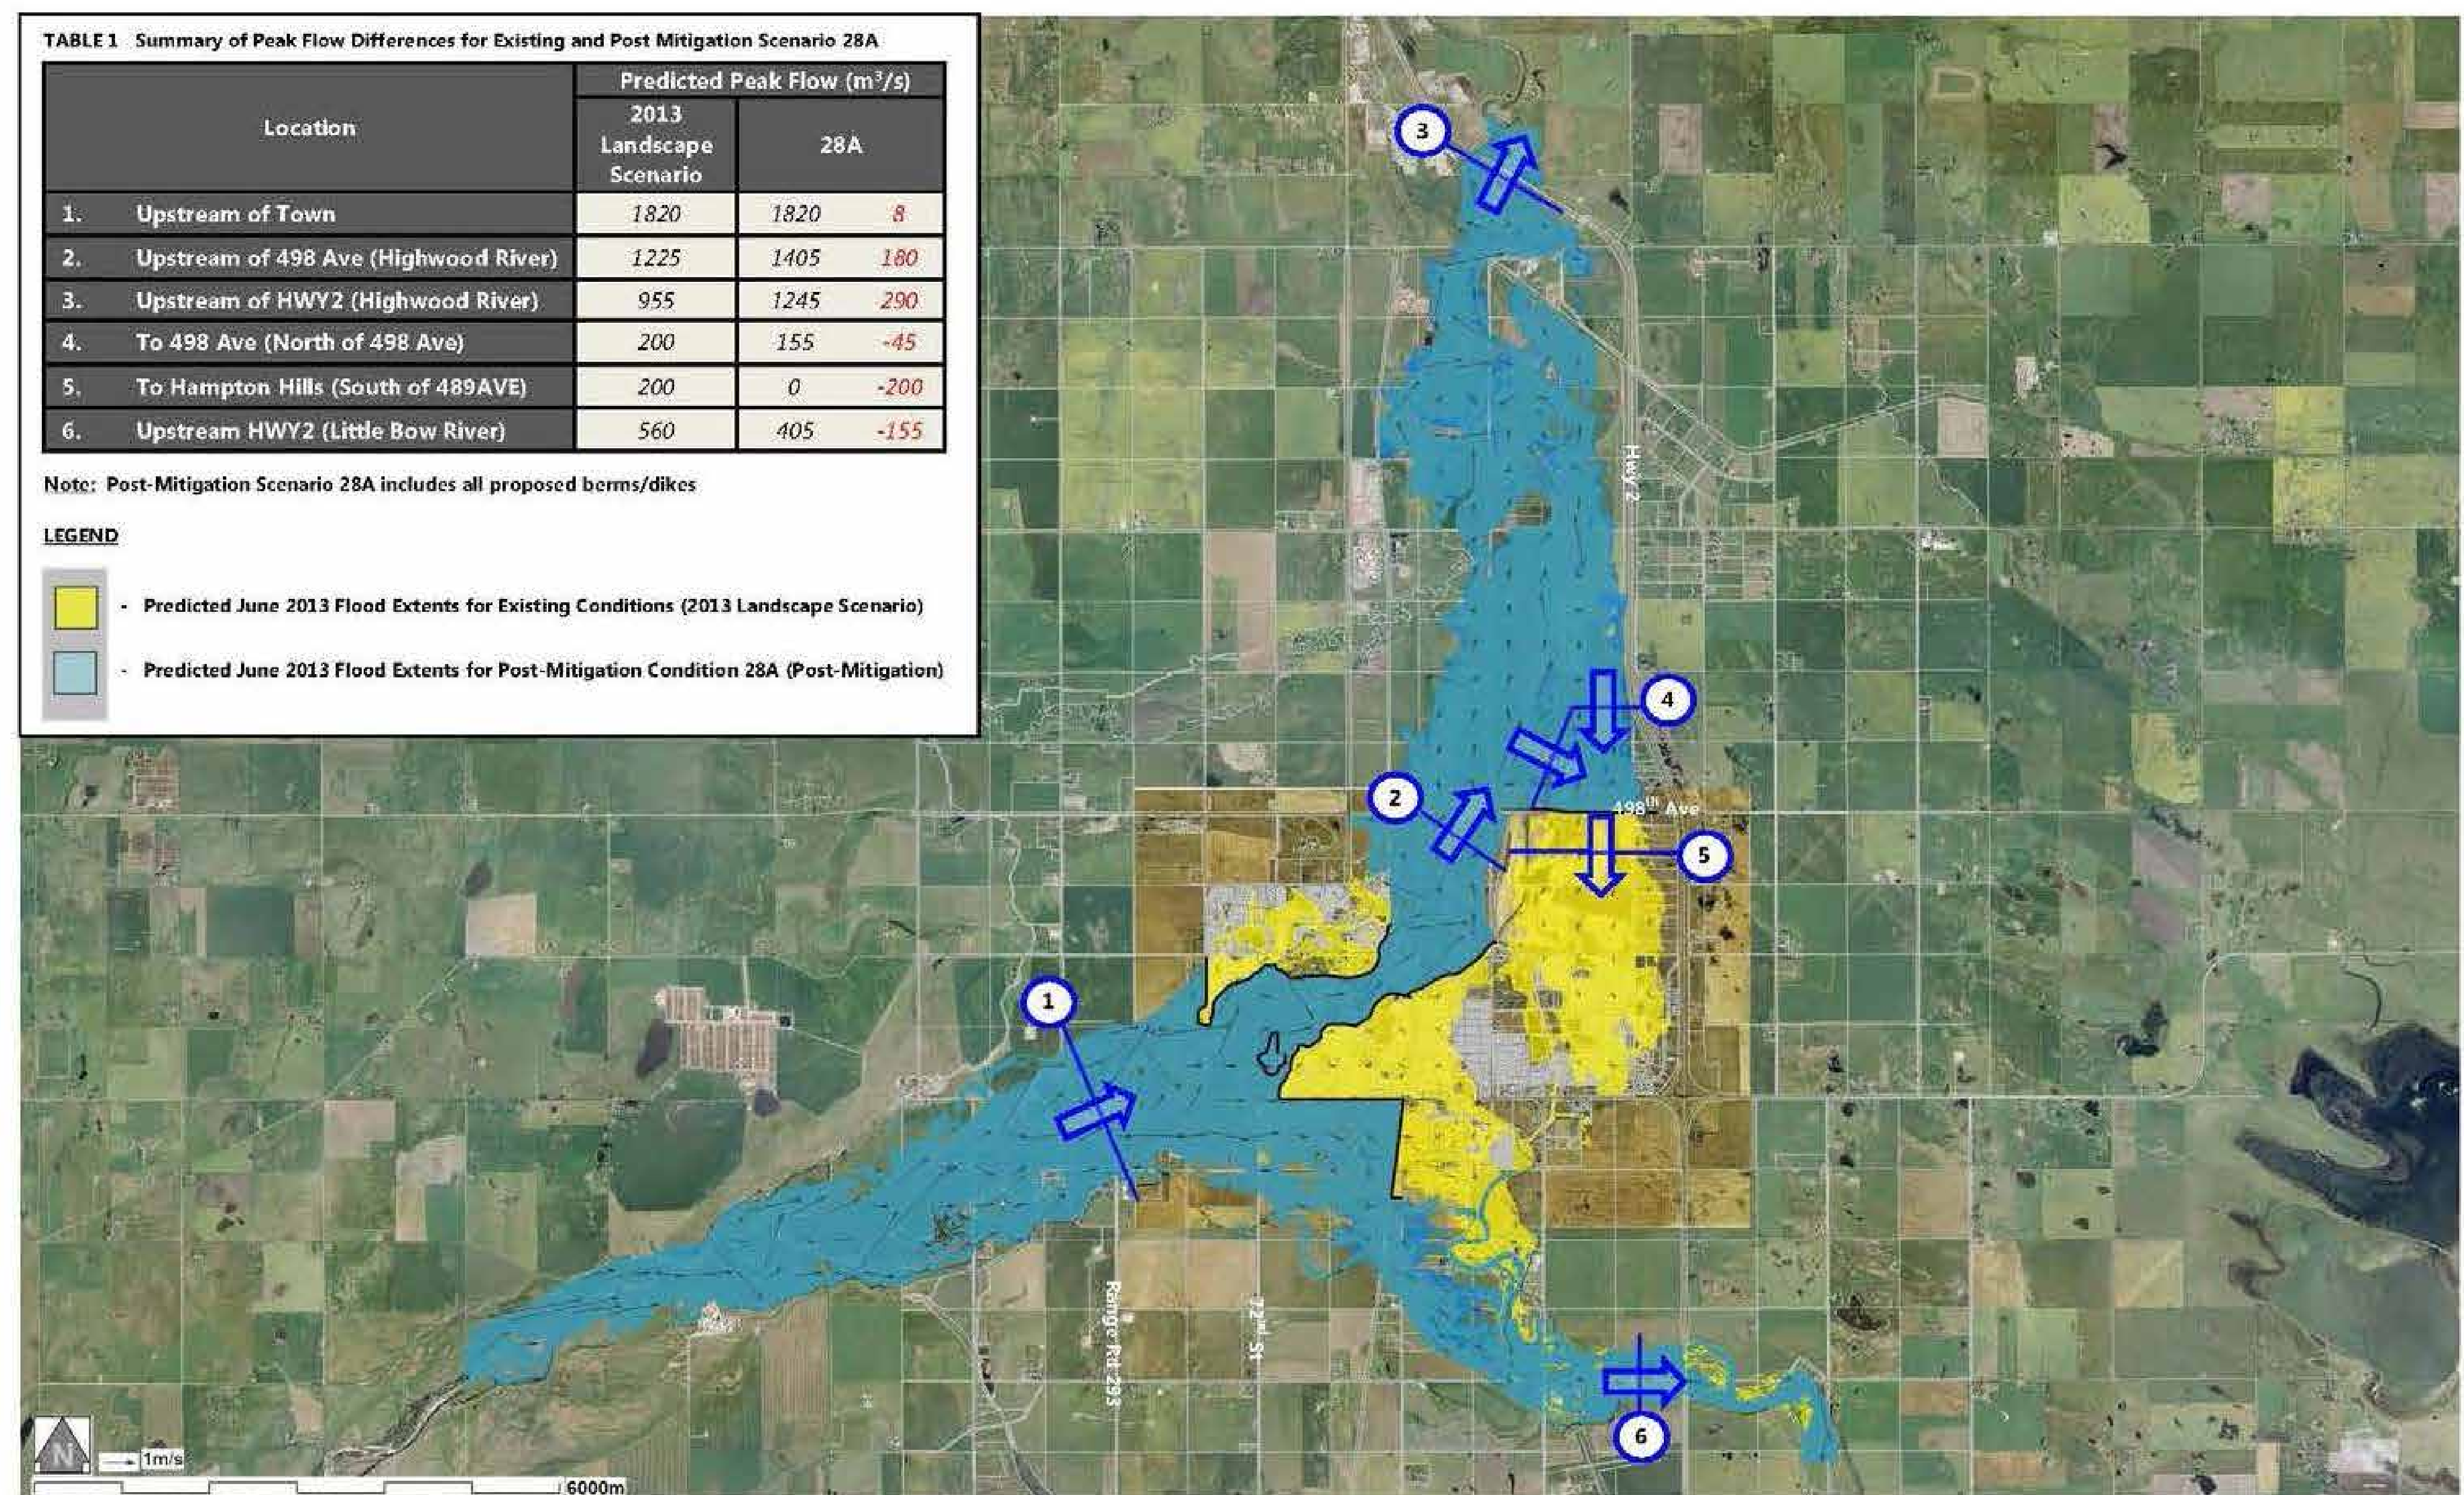 TABLE 1 Summary of Peak Flow Differences for Existing and Post Mitigation Scenario 28A
Location
Predicted Peak Flow (m³/s)
2013
Landscape
Scenario
28A
1. Upstream of Town 1820 1820 8
2. Upstream of 498 Ave (Highwood River) 1225 1405 180
3. Upstream of HWY2 (Highwood River) 955 1245 290
4. To 498 Ave (North of 498 Ave) 200 155 -45
5. To Hampton Hills (South of 489AVE) 200 0 -200
6. Upstream HWY2 (Little Bow River) 560 405 -155
Note: Post-Mitigation Scenario 28A includes all proposed berms/dikes
LEGEND
- Predicted June 2013 Flood Extents for Existing Conditions (2013 Landscape Scenario)
- Predicted June 2013 Flood Extents for Post-Mitigation Condition 28A (Post-Mitigation)
3
Hwy 2
4
2
498th Ave
5
1
Range Rd 293
72nd St
6
N
1m/s
6000m